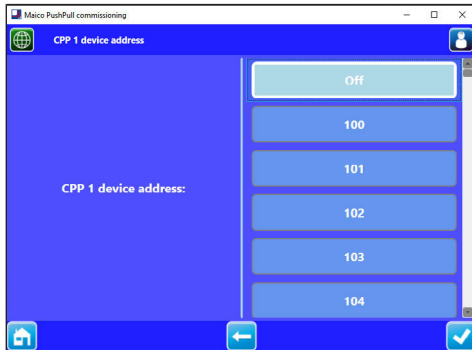 Maico PushPull commissioning
CPP 1 device address
CPP 1 device address:
Off
100
101
102
103
104